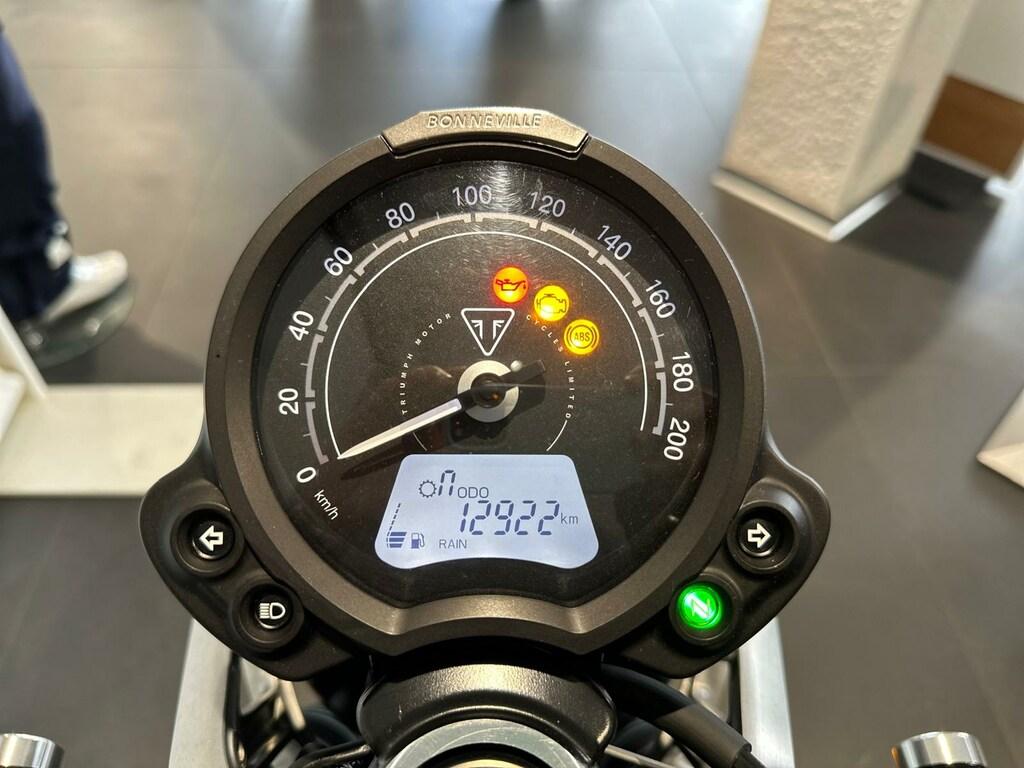 BONNEVILLE
0
20
40
60
80
100
120
140
160
180
200
km/h
ABS
TRIUMPH MOTOR CYCLES LIMITED
N ODO
12922 km
RAIN
N